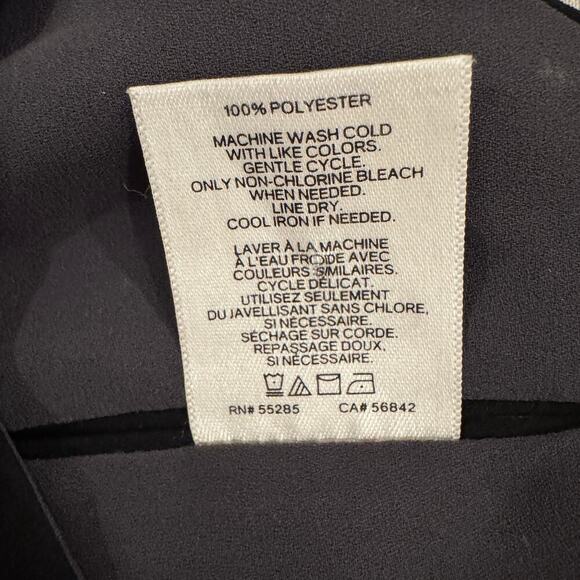 100% POLYESTER
MACHINE WASH COLD
WITH LIKE COLORS.
GENTLE CYCLE.
ONLY NON-CHLORINE BLEACH
WHEN NEEDED.
LINE DRY.
COOL IRON IF NEEDED.
LAVER À LA MACHINE
À L'EAU FROIDE AVEC
COULEURS SIMILAIRES.
CYCLE DÉLICAT.
UTILISEZ SEULEMENT
DU JAVELLISANT SANS CHLORE,
SI NÉCESSAIRE.
SÉCHAGE SUR CORDE.
REPASSAGE DOUX,
SI NÉCESSAIRE.
RN# 55285 CA# 56842